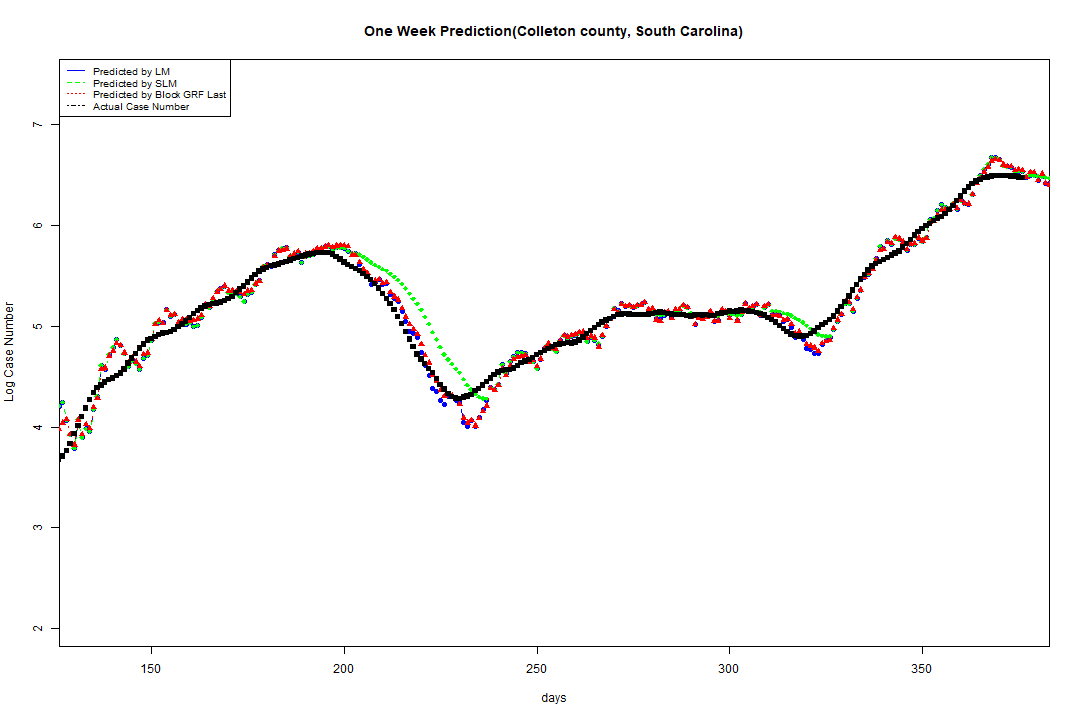 One Week Prediction(Colleton county, South Carolina)
Predicted by LM
Predicted by SLM
Predicted by Block GRF Last
Actual Case Number
7
6
5
4
3
2
Log Case Number
150 200 250 300 350
days